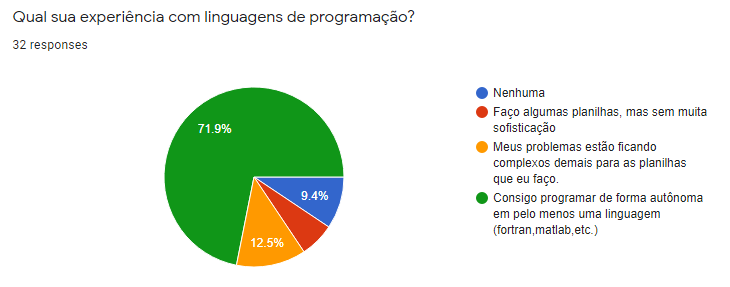 Qual sua experiência com linguagens de programação?
32 responses
71.9%
9.4%
12.5%
Nenhuma
Faço algumas planilhas, mas sem muita
sofisticação
Meus problemas estão ficando
complexos demais para as planilhas
que eu faço.
Consigo programar de forma autônoma
em pelo menos uma linguagem
(fortran,matlab,etc.)